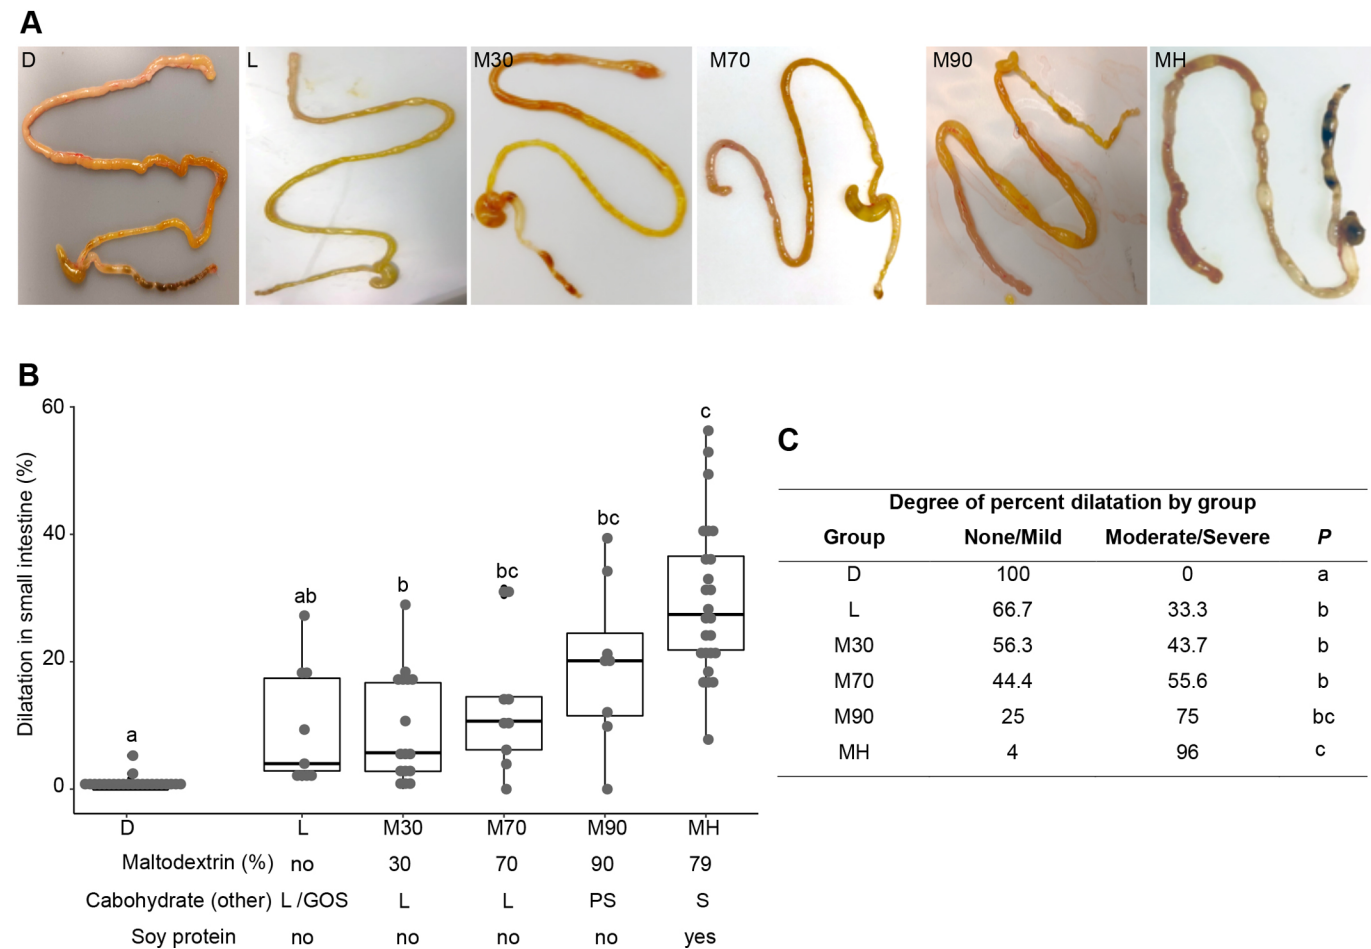 A
D L M30 M70 M90 MH
B
60
40
20
0
Dilatation in small intestine (%)
a ab b bc bc c
D L M30 M70 M90 MH
Maltodextrin (%) no 30 70 90 79
Cabohydrate (other) L /GOS L L PS S
Soy protein no no no no yes
C
Degree of percent dilatation by group
Group None/Mild Moderate/Severe P
D 100 0 a
L 66.7 33.3 b
M30 56.3 43.7 b
M70 44.4 55.6 b
M90 25 75 bc
MH 4 96 c